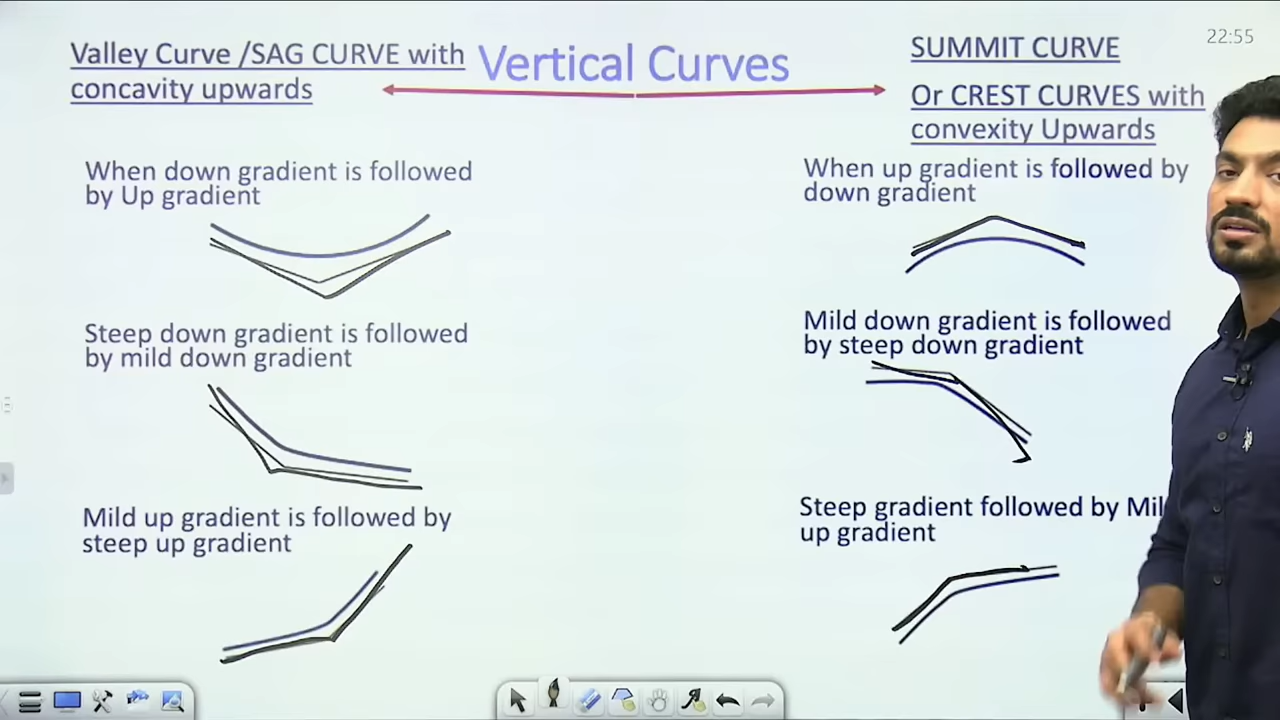 Valley Curve /SAG CURVE with
concavity upwards
Vertical Curves
SUMMIT CURVE
Or CREST CURVES with
convexity Upwards
22:55
When down gradient is followed
by Up gradient
Steep down gradient is followed
by mild down gradient
Mild up gradient is followed by
steep up gradient
When up gradient is followed by
down gradient
Mild down gradient is followed
by steep down gradient
Steep gradient followed by Mil
up gradient